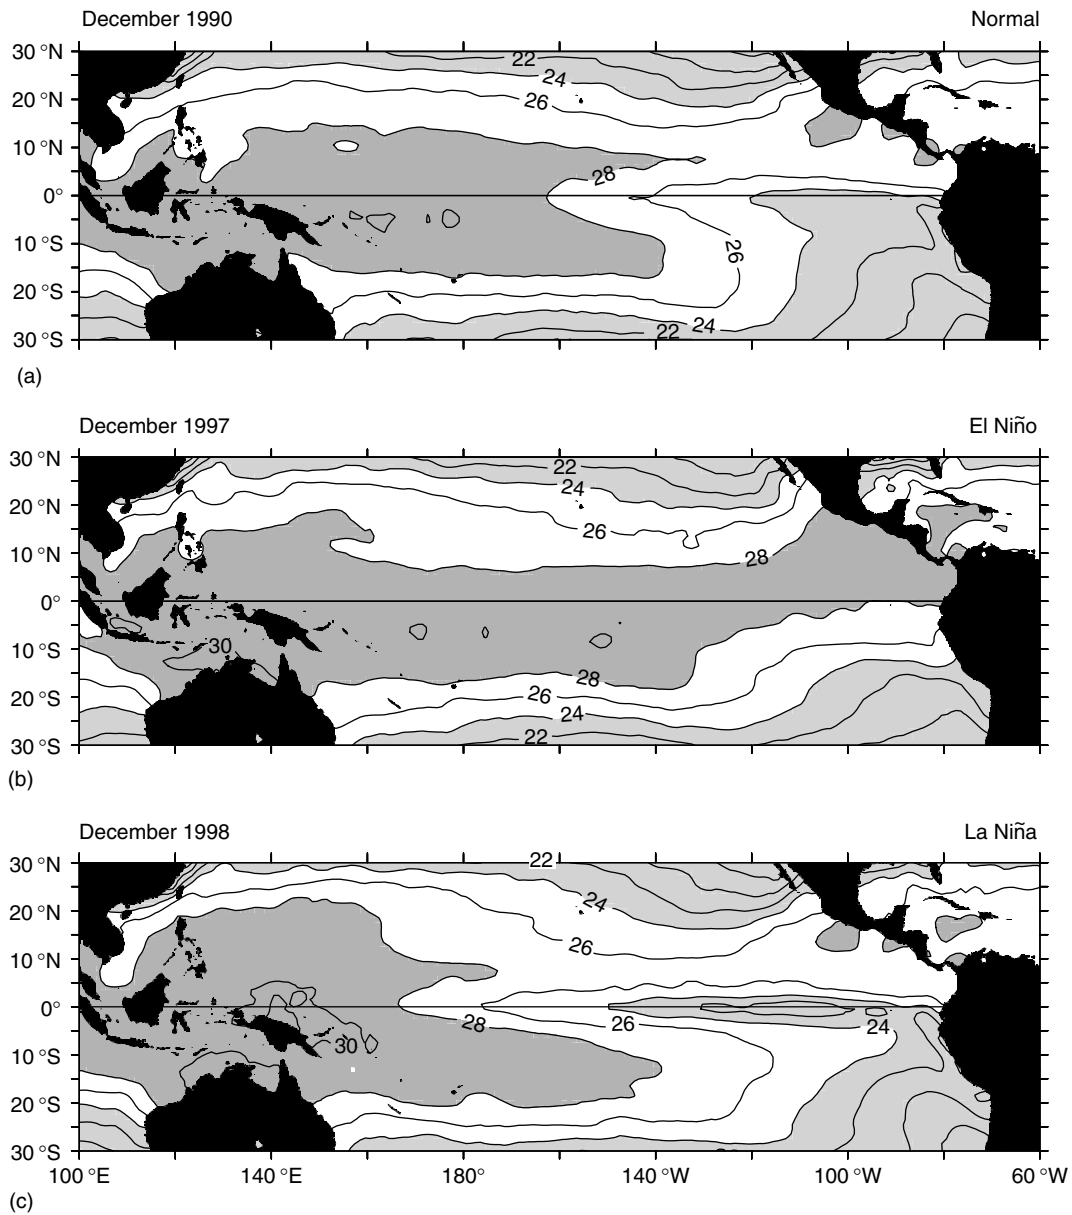 December 1990 Normal
30 °N
20 °N
10 °N
0°
10 °S
20 °S
30 °S
22
24
26
28
26
24
22
(a)
December 1997 El Niño
30 °N
20 °N
10 °N
0°
10 °S
20 °S
30 °S
22
24
26
28
30
28
26
24
22
(b)
December 1998 La Niña
30 °N
20 °N
10 °N
0°
10 °S
20 °S
30 °S
22
24
26
28
26
24
30
100 °E 140 °E 180° 140 °W 100 °W 60 °W
(c)